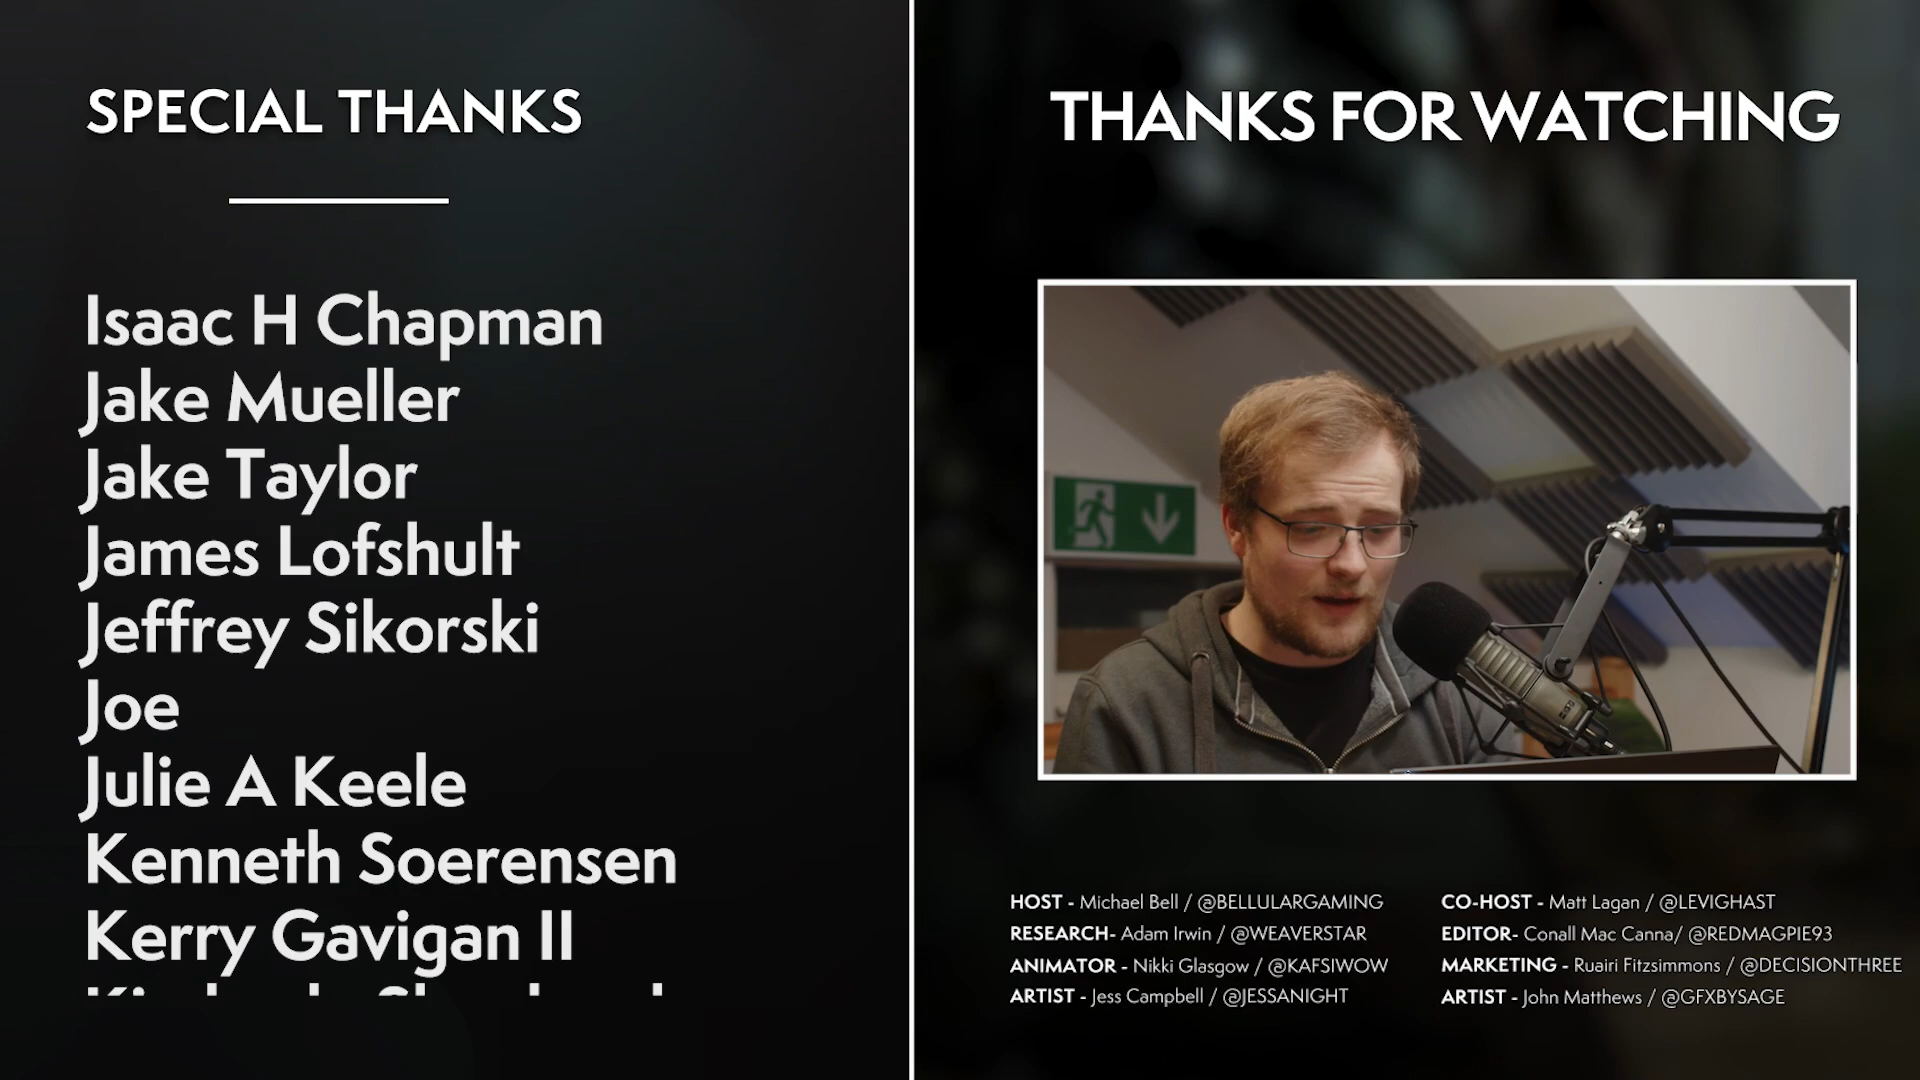 SPECIAL THANKS
Isaac H Chapman
Jake Mueller
Jake Taylor
James Lofshult
Jeffrey Sikorski
Joe
Julie A Keele
Kenneth Soerensen
Kerry Gavigan II
THANKS FOR WATCHING
HOST - Michael Bell / @BELLULARGAMING
RESEARCH- Adam Irwin / @WEAVERSTAR
ANIMATOR - Nikki Glasgow / @KAFSIWOW
ARTIST - Jess Campbell / @JESSANIGHT
CO-HOST - Matt Lagan / @LEVIGHAST
EDITOR- Conall Mac Canna/ @REDMAGPIE93
MARKETING - Ruairi Fitzsimmons / @DECISIONTHREE
ARTIST - John Matthews / @GFXBYSAGE